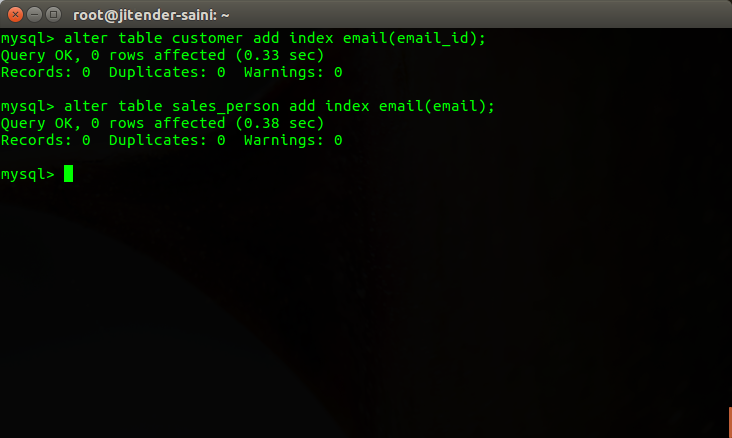 root@jitender-saini: ~
mysql> alter table customer add index email(email_id);
Query OK, 0 rows affected (0.33 sec)
Records: 0  Duplicates: 0  Warnings: 0
mysql> alter table sales_person add index email(email);
Query OK, 0 rows affected (0.38 sec)
Records: 0  Duplicates: 0  Warnings: 0
mysql>